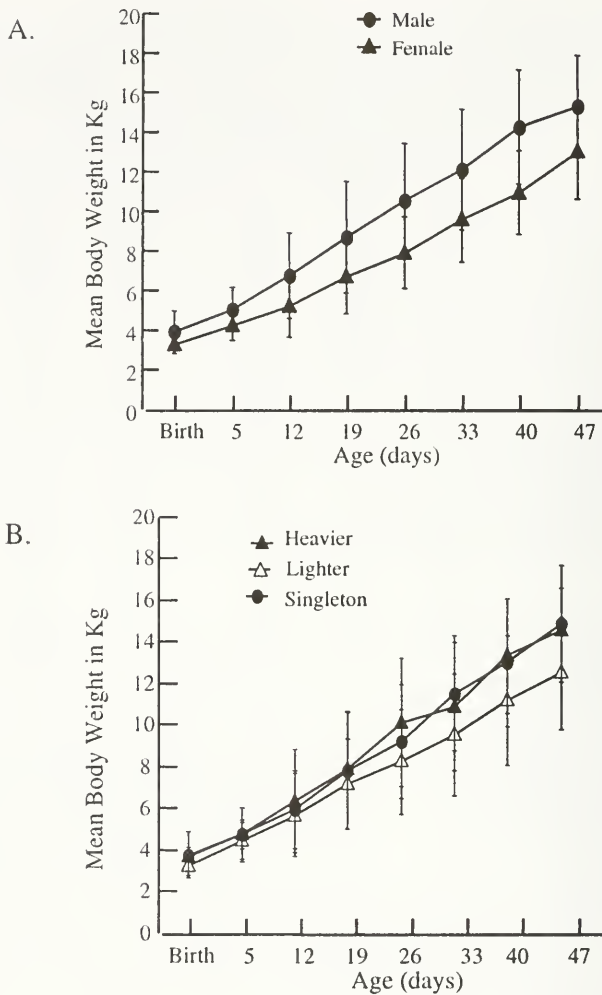 A.
Male
Female
Mean Body Weight in Kg
20
18
16
14
12
10
8
6
4
2
0
Birth 5 12 19 26 33 40 47
Age (days)
B.
Heavier
Lighter
Singleton
Mean Body Weight in Kg
20
18
16
14
12
10
8
6
4
2
0
Birth 5 12 19 26 33 40 47
Age (days)